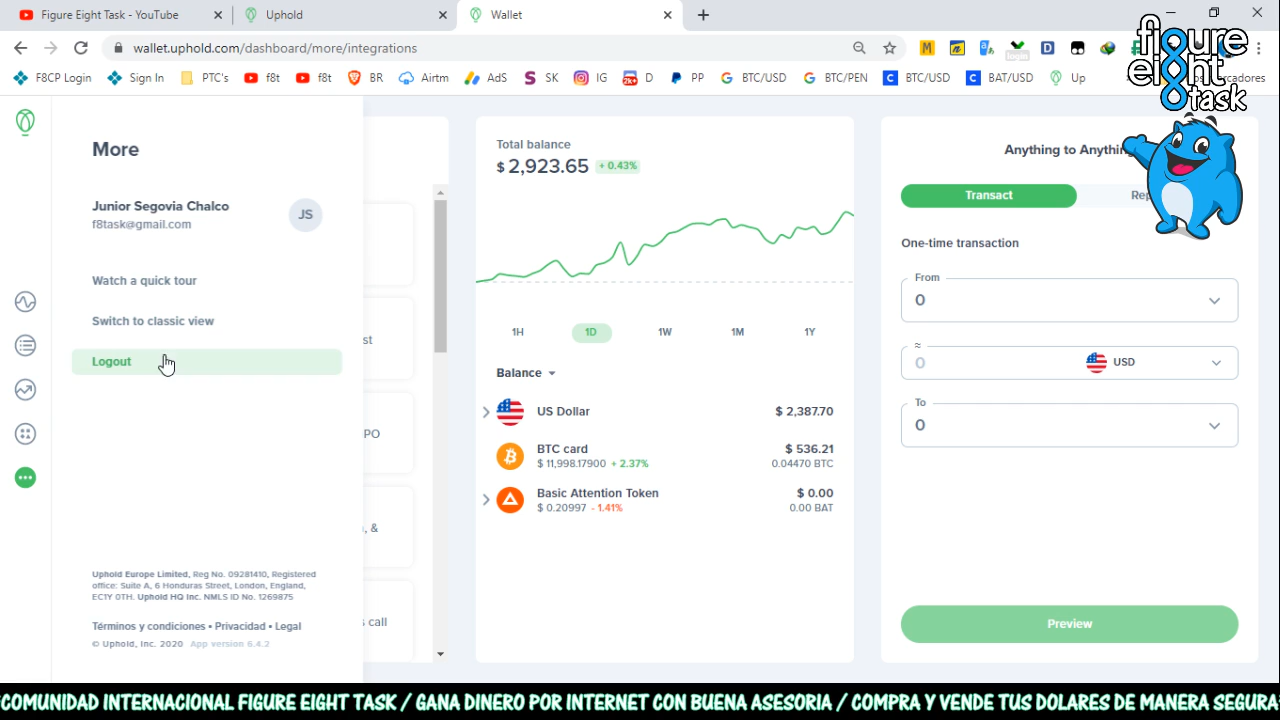 Figure Eight Task - YouTube
Uphold
Wallet
wallet.uphold.com/dashboard/more/integrations
F8CP Login
Sign In
PTC's
f8t
f8t
BR
Airtm
AdS
SK
IG
D
PP
BTC/USD
BTC/PEN
BTC/USD
BAT/USD
Up
figure
eight
task
More
Junior Segovia Chalco
f8task@gmail.com
JS
Watch a quick tour
Switch to classic view
Logout
Uphold Europe Limited, Reg No. 09281410, Registered
office: Suite A, 6 Honduras Street, London, England,
EC1Y 0TH. Uphold HQ Inc. NMLS ID No. 1269875
Términos y condiciones • Privacidad • Legal
© Uphold, Inc. 2020 App version 6.4.2
PO
, &
call
Total balance
$ 2,923.65 + 0.43%
1H 1D 1W 1M 1Y
Balance
US Dollar $ 2,387.70
BTC card $ 536.21
$ 11,998.17900 + 2.37% 0.04470 BTC
Basic Attention Token $ 0.00
$ 0.20997 - 1.41% 0.00 BAT
Anything to Anything
Transact
One-time transaction
From
0
≈
0 USD
To
0
Preview
COMUNIDAD INTERNACIONAL FIGURE EIGHT TASK / GANA DINERO POR INTERNET CON BUENA ASESORIA / COMPRA Y VENDE TUS DOLARES DE MANERA SEGURA